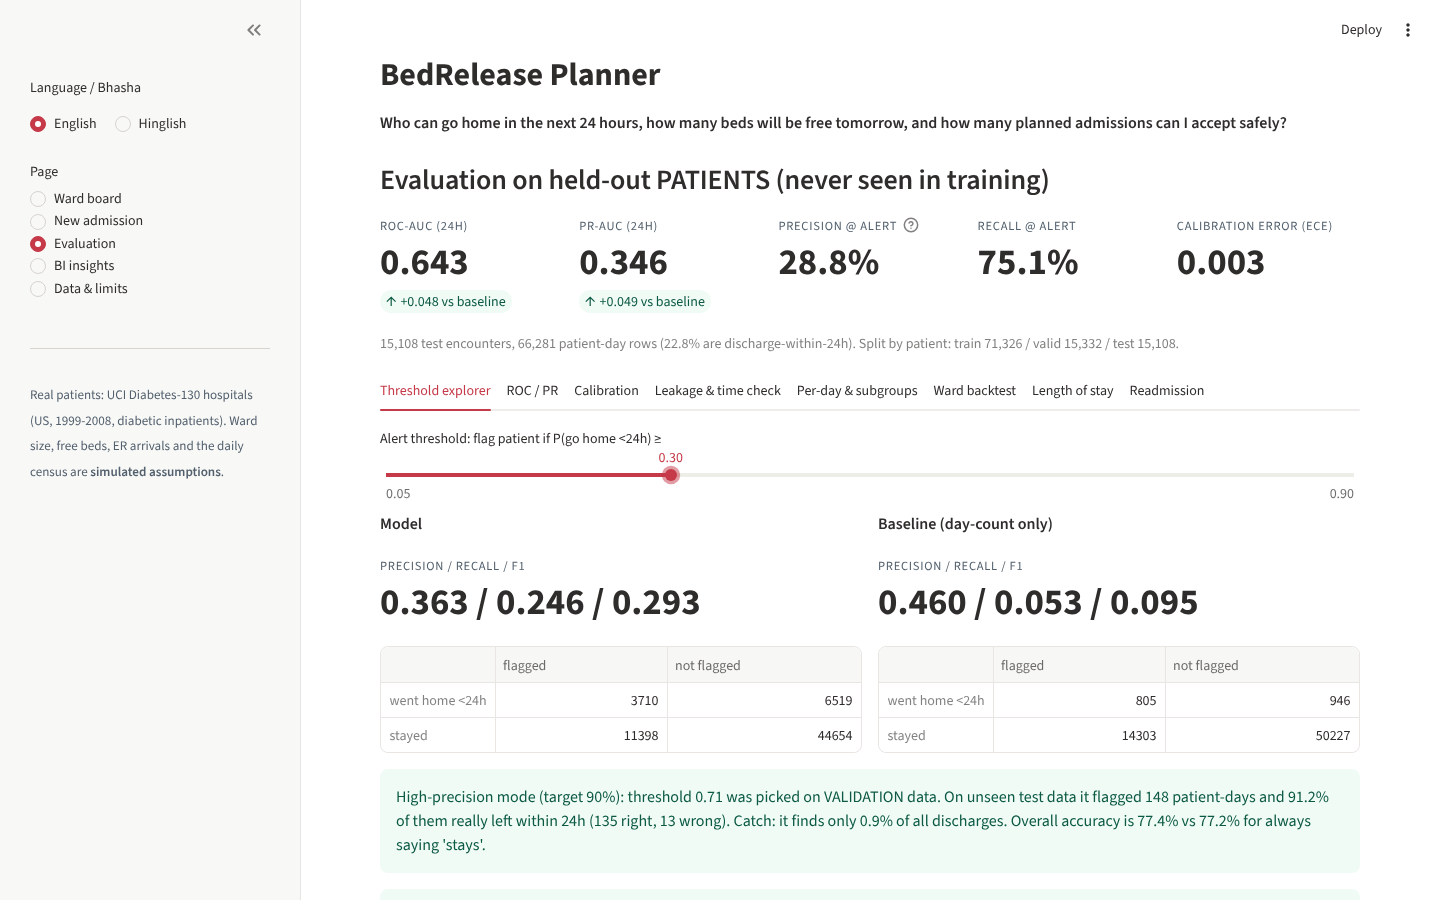 Deploy
Language / Bhasha
English
Hinglish
Page
Ward board
New admission
Evaluation
BI insights
Data & limits
Real patients: UCI Diabetes-130 hospitals
(US, 1999-2008, diabetic inpatients). Ward
size, free beds, ER arrivals and the daily
census are simulated assumptions.
BedRelease Planner
Who can go home in the next 24 hours, how many beds will be free tomorrow, and how many planned admissions can I accept safely?
Evaluation on held-out PATIENTS (never seen in training)
ROC-AUC (24H)
0.643
↑ +0.048 vs baseline
PR-AUC (24H)
0.346
↑ +0.049 vs baseline
PRECISION @ ALERT
28.8%
RECALL @ ALERT
75.1%
CALIBRATION ERROR (ECE)
0.003
15,108 test encounters, 66,281 patient-day rows (22.8% are discharge-within-24h). Split by patient: train 71,326 / valid 15,332 / test 15,108.
Threshold explorer ROC / PR Calibration Leakage & time check Per-day & subgroups Ward backtest Length of stay Readmission
Alert threshold: flag patient if P(go home <24h) ≥
0.30
0.05 0.90
Model
PRECISION / RECALL / F1
0.363 / 0.246 / 0.293
flagged not flagged
went home <24h 3710 6519
stayed 11398 44654
Baseline (day-count only)
PRECISION / RECALL / F1
0.460 / 0.053 / 0.095
flagged not flagged
went home <24h 805 946
stayed 14303 50227
High-precision mode (target 90%): threshold 0.71 was picked on VALIDATION data. On unseen test data it flagged 148 patient-days and 91.2%
of them really left within 24h (135 right, 13 wrong). Catch: it finds only 0.9% of all discharges. Overall accuracy is 77.4% vs 77.2% for always
saying 'stays'.